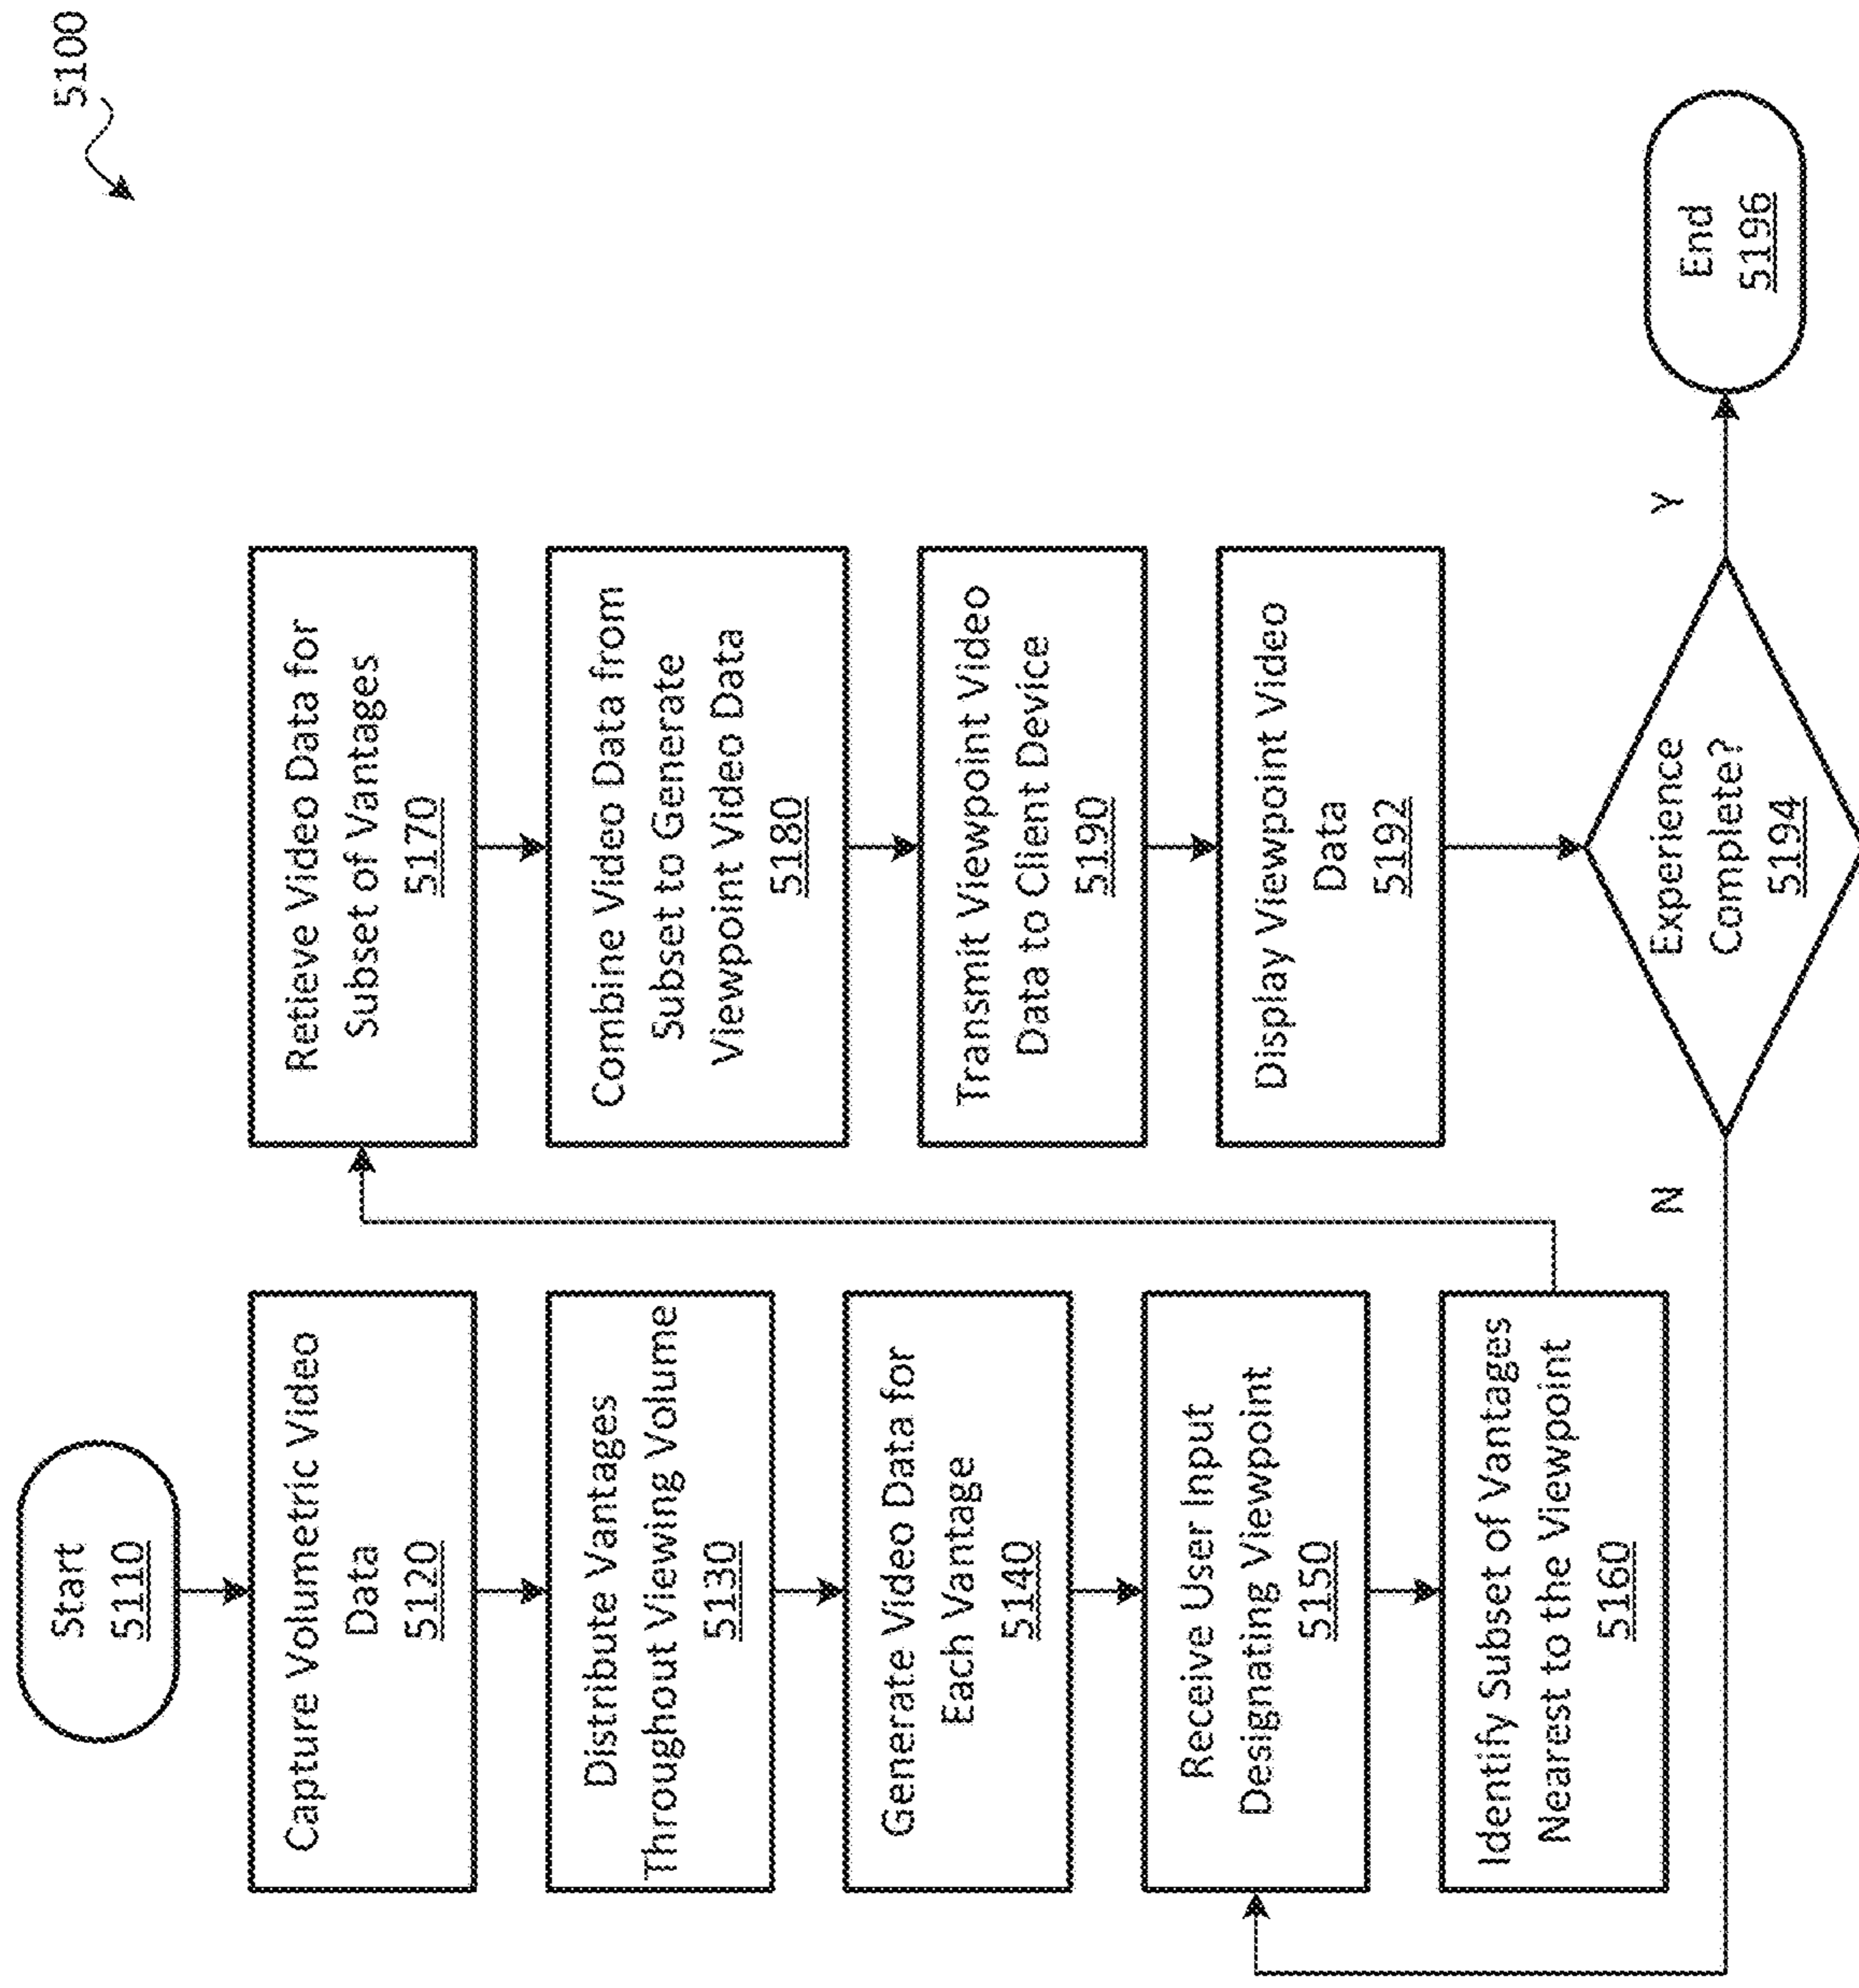 5100
Start
5110
Capture Volumetric Video
Data
5120
Distribute Vantages
Throughout Viewing Volume
5130
Generate Video Data for
Each Vantage
5140
Receive User Input
Designating Viewpoint
5150
Identify Subset of Vantages
Nearest to the Viewpoint
5160
Retieve Video Data for
Subset of Vantages
5170
Combine Video Data from
Subset to Generate
Viewpoint Video Data
5180
Transmit Viewpoint Video
Data to Client Device
5190
Display Viewpoint Video
Data
5192
Experience
Complete?
5194
N
Y
End
5196